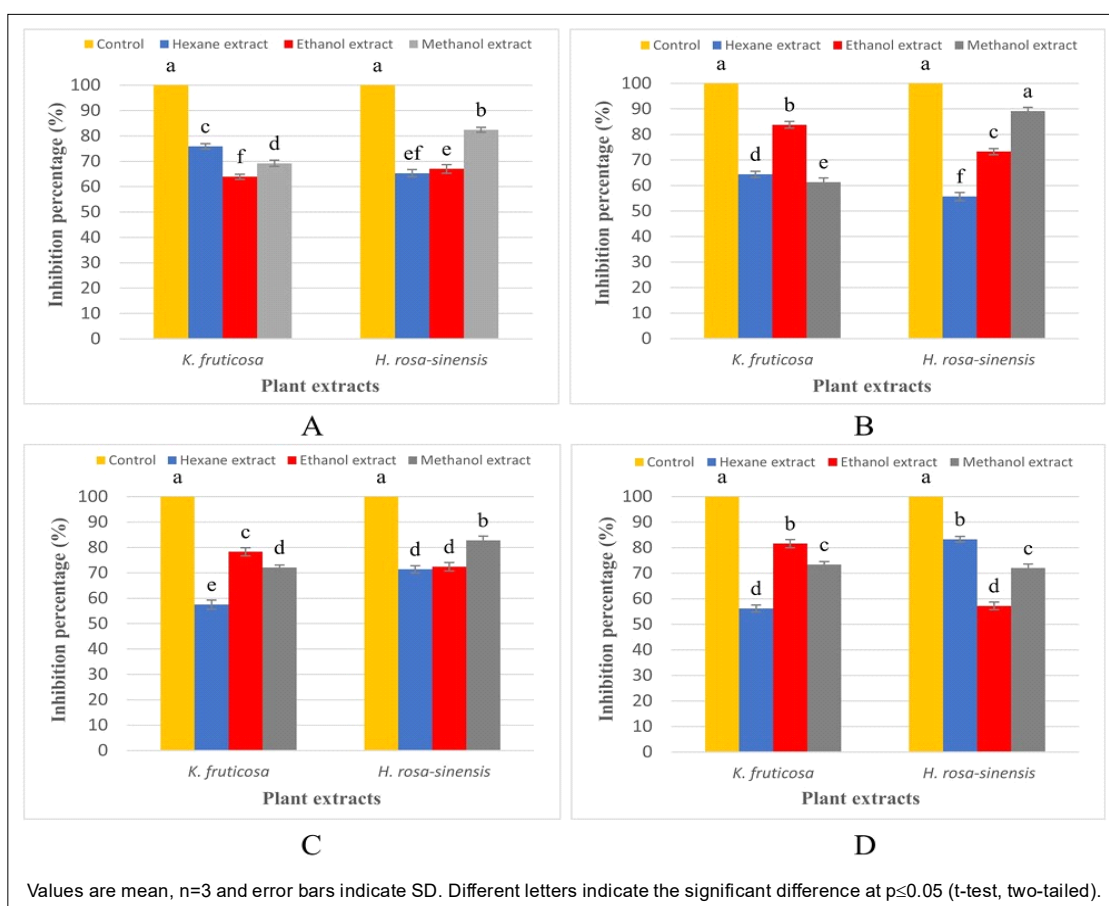 Control Hexane extract Ethanol extract Methanol extract
a a
100
90
80
70
60
50
40
30
20
10
0
Inhibition percentage (%)
c f d ef e b
K. fruticosa H. rosa-sinensis
Plant extracts
A
Control Hexane extract Ethanol extract Methanol extract
a a
100
90
80
70
60
50
40
30
20
10
0
Inhibition percentage (%)
d b e f c a
K. fruticosa H. rosa-sinensis
Plant extracts
B
Control Hexane extract Ethanol extract Methanol extract
a a
100
90
80
70
60
50
40
30
20
10
0
Inhibition percentage (%)
e c d d d b
K. fruticosa H. rosa-sinensis
Plant extracts
C
Control Hexane extract Ethanol extract Methanol extract
a a
100
90
80
70
60
50
40
30
20
10
0
Inhibition percentage (%)
d b c b d c
K. fruticosa H. rosa-sinensis
Plant extracts
D
Values are mean, n=3 and error bars indicate SD. Different letters indicate the significant difference at p≤0.05 (t-test, two-tailed).